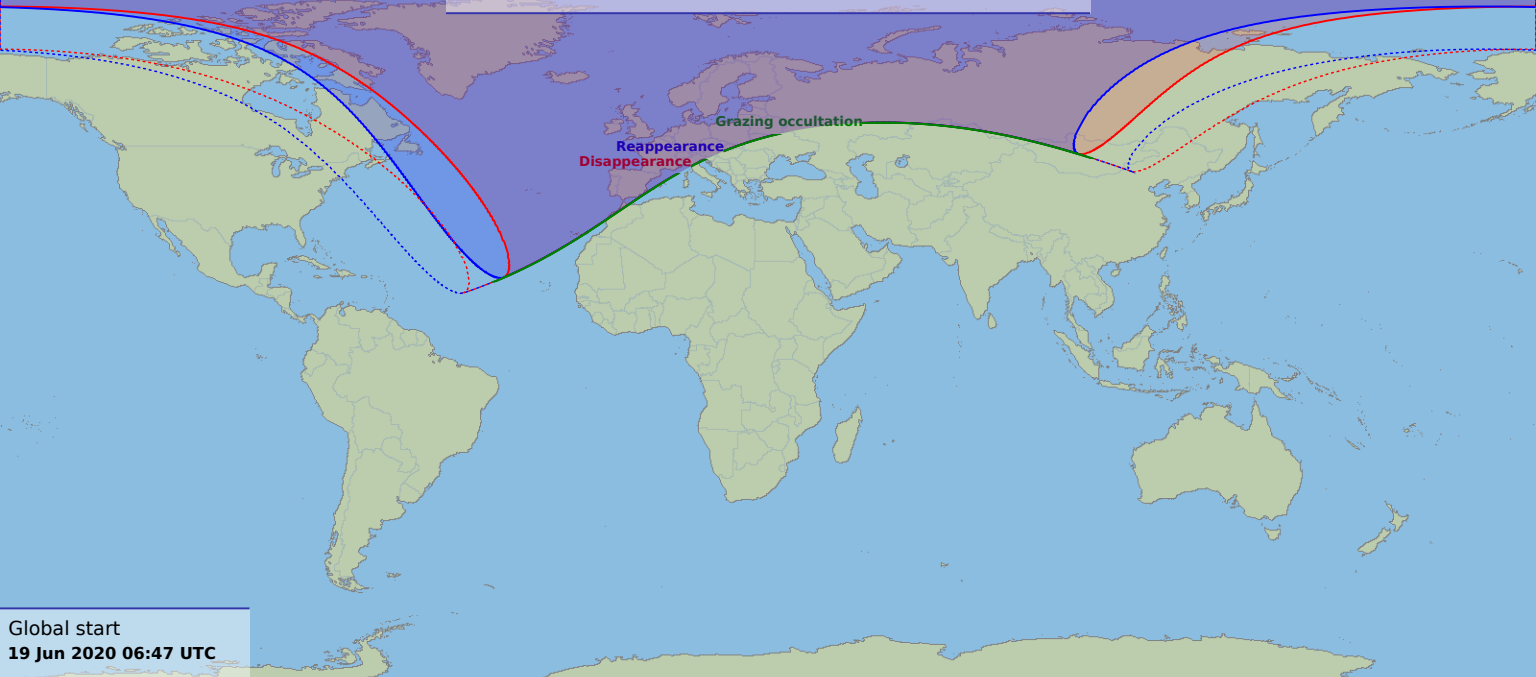 Grazing occultation
Reappearance
Disappearance
Global start
19 Jun 2020 06:47 UTC